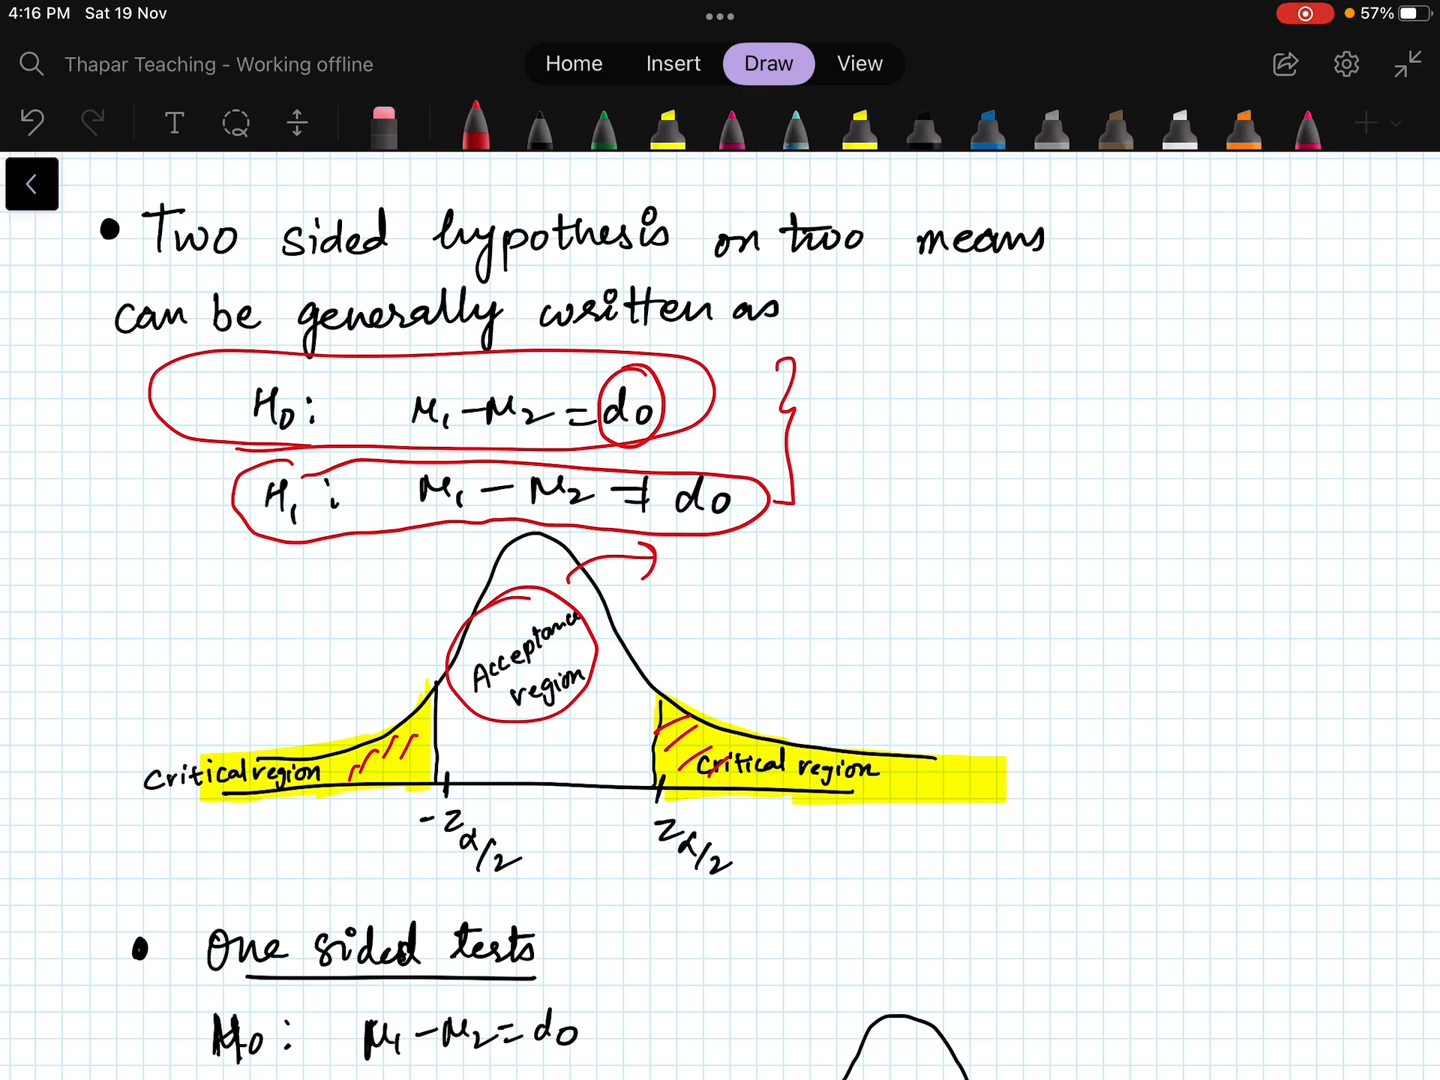 4:16 PM Sat 19 Nov
57%
Thapar Teaching - Working offline
Home Insert Draw View
T
• Two sided hypothesis on two means
can be generally written as
H₀: μ₁-μ₂=d₀
H₁: μ₁-μ₂≠d₀
Acceptance
region
Critical region
Critical region
-Zα/2
Zα/2
• One sided tests
H₀: μ₁-μ₂=d₀